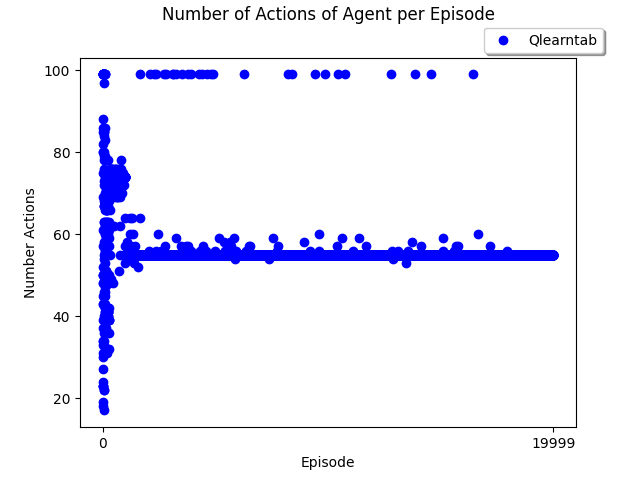 Number of Actions of Agent per Episode
Qlearntab
100
80
60
40
20
Number Actions
0
19999
Episode